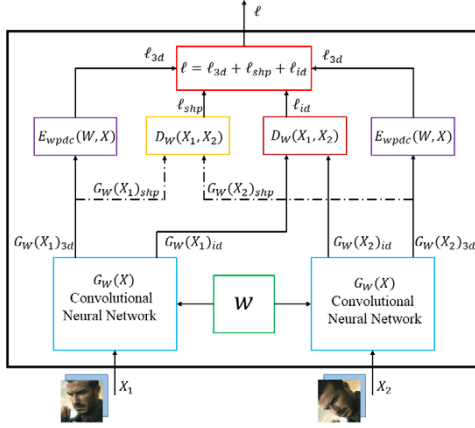 ℓ
ℓ₃d
ℓ = ℓ₃d + ℓshp + ℓid
ℓ₃d
ℓshp
ℓid
Ewpdc(W, X)
DW(X₁, X₂)
DW(X₁, X₂)
Ewpdc(W, X)
GW(X₁)shp
GW(X₂)shp
GW(X₁)₃d
GW(X₁)id
GW(X₂)id
GW(X₂)₃d
GW(X)
Convolutional
Neural Network
w
GW(X)
Convolutional
Neural Network
X₁
X₂